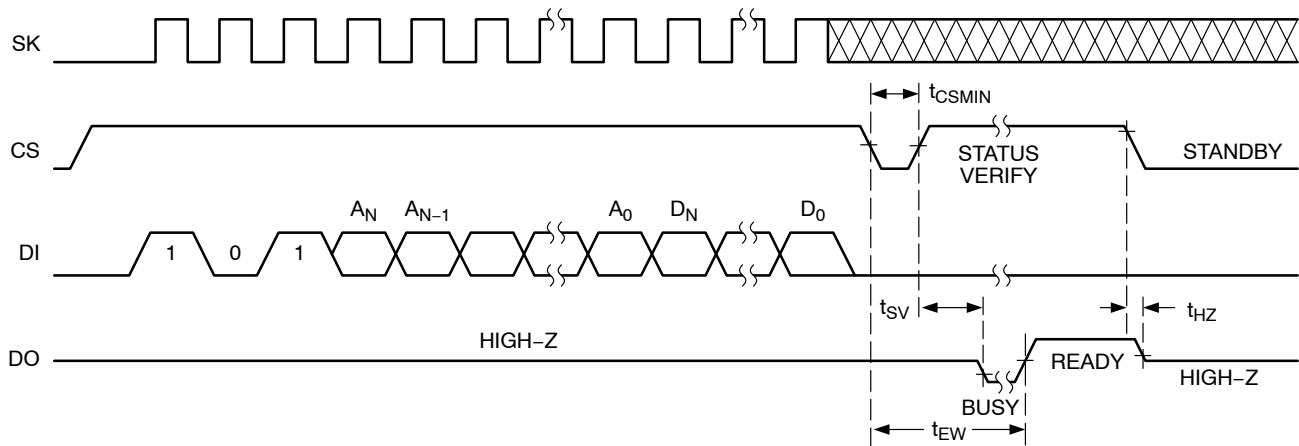 SK
t_CSMIN
CS
STATUS
VERIFY
STANDBY
A_N A_N−1 A_0 D_N D_0
DI 1 0 1
t_SV
t_HZ
HIGH−Z
DO
READY
HIGH−Z
BUSY
t_EW